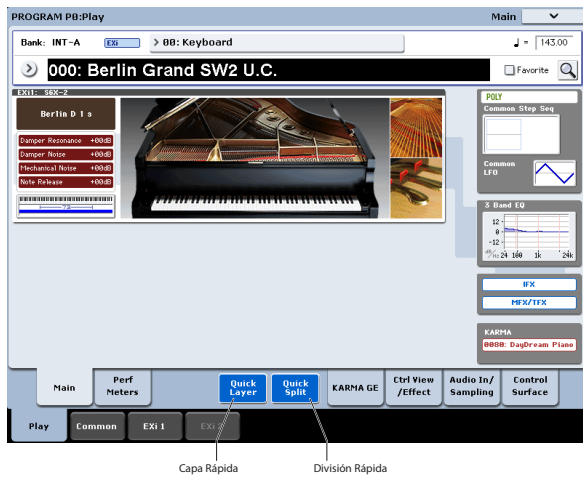 PROGRAM P0:Play
Main
Bank: INT-A EXi 00: Keyboard ♩ = 143.00
000: Berlin Grand SW2 U.C.
Favorite
EXi1: SGX-2
Berlin D 1 s
Damper Resonance +00dB
Damper Noise +00dB
Mechanical Noise +00dB
Note Release +00dB
POLY
Common Step Seq
Common
LFO
3 Band EQ
12
0
-12
dB/Hz 24 100 1k 24k
IFX
MFX/TFX
KARMA
0080: DayDream Piano
Main
Perf
Meters
Quick
Layer
Quick
Split
KARMA GE
Ctrl View
/Effect
Audio In/
Sampling
Control
Surface
Play
Common
EXi 1
EXi 2
Capa Rápida
División Rápida